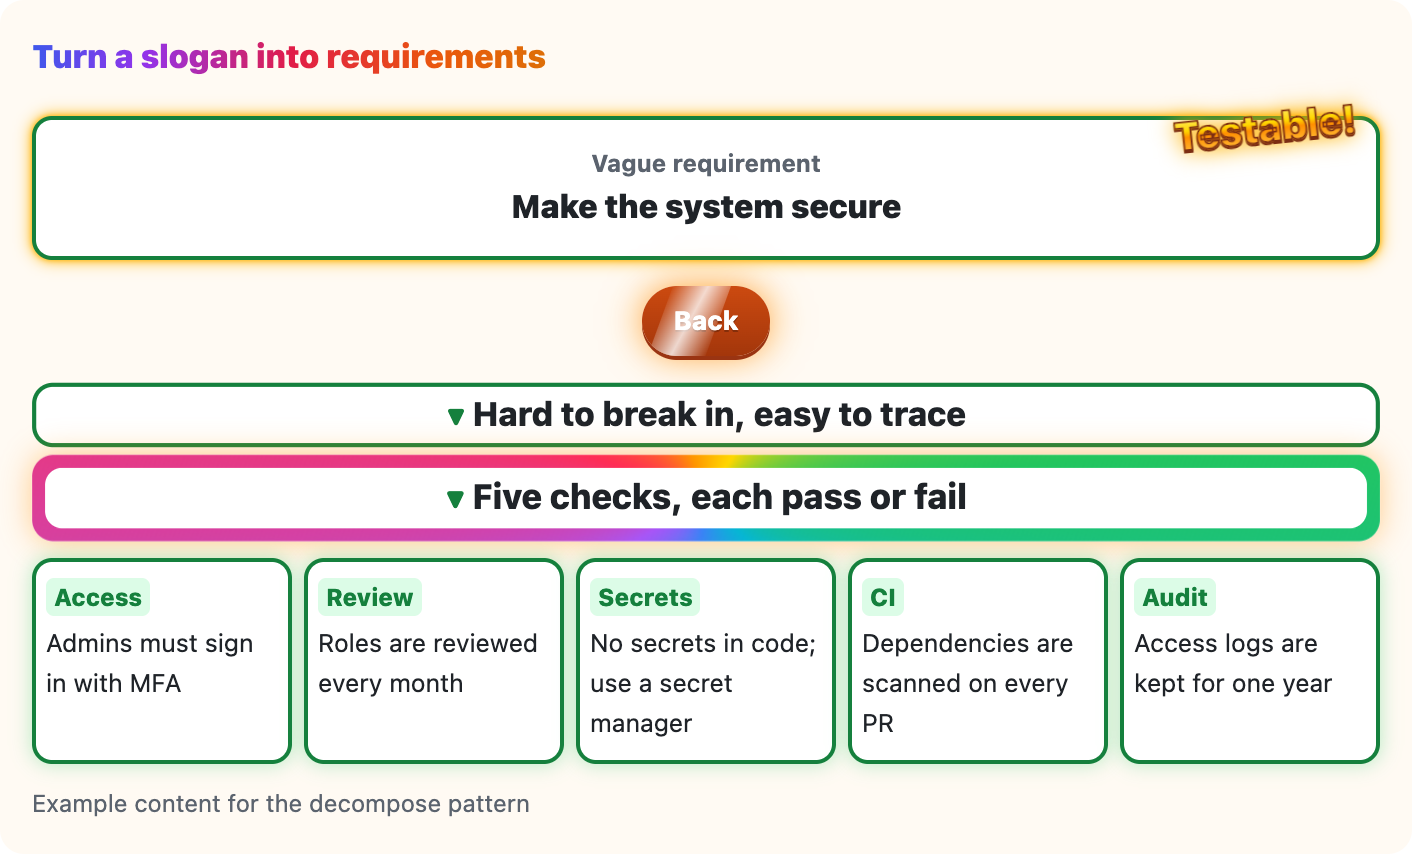 Turn a slogan into requirements
Testable!
Vague requirement
Make the system secure
Back
▼ Hard to break in, easy to trace
▼ Five checks, each pass or fail
Access
Admins must sign
in with MFA
Review
Roles are reviewed
every month
Secrets
No secrets in code;
use a secret
manager
CI
Dependencies are
scanned on every
PR
Audit
Access logs are
kept for one year
Example content for the decompose pattern